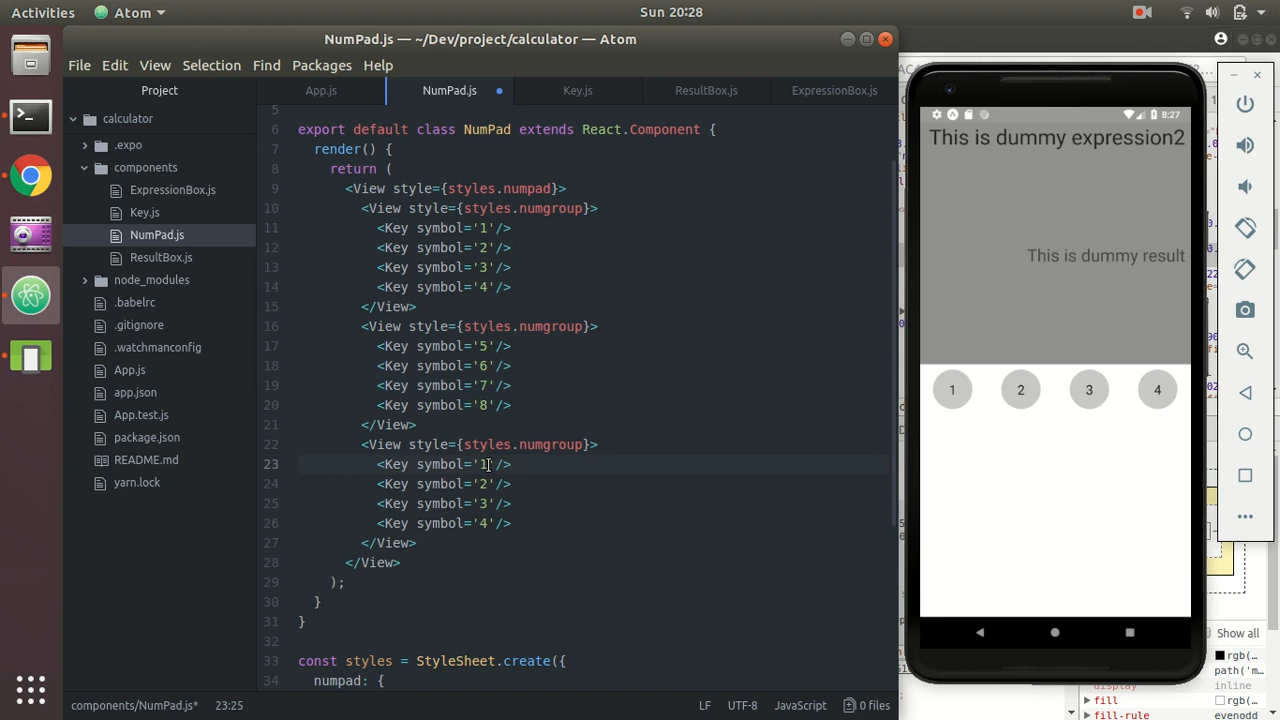 Activities
Atom
Sun 20:28
NumPad.js — ~/Dev/project/calculator — Atom
File Edit View Selection Find Packages Help
Project
App.js
NumPad.js
Key.js
ResultBox.js
ExpressionBox.js
calculator
.expo
components
ExpressionBox.js
Key.js
NumPad.js
ResultBox.js
node_modules
.babelrc
.gitignore
.watchmanconfig
App.js
app.json
App.test.js
package.json
README.md
yarn.lock
5
6 export default class NumPad extends React.Component {
7 render() {
8 return (
9 <View style={styles.numpad}>
10 <View style={styles.numgroup}>
11 <Key symbol='1'/>
12 <Key symbol='2'/>
13 <Key symbol='3'/>
14 <Key symbol='4'/>
15 </View>
16 <View style={styles.numgroup}>
17 <Key symbol='5'/>
18 <Key symbol='6'/>
19 <Key symbol='7'/>
20 <Key symbol='8'/>
21 </View>
22 <View style={styles.numgroup}>
23 <Key symbol='1'/>
24 <Key symbol='2'/>
25 <Key symbol='3'/>
26 <Key symbol='4'/>
27 </View>
28 </View>
29 );
30 }
31 }
32
33 const styles = StyleSheet.create({
34 numpad: {
components/NumPad.js* 23:25
LF UTF-8 JavaScript 0 files
8:27
This is dummy expression2
This is dummy result
1 2 3 4
Show all
rgb(…
path('m…
display inline
fill rgb(…
fill-rule evenodd